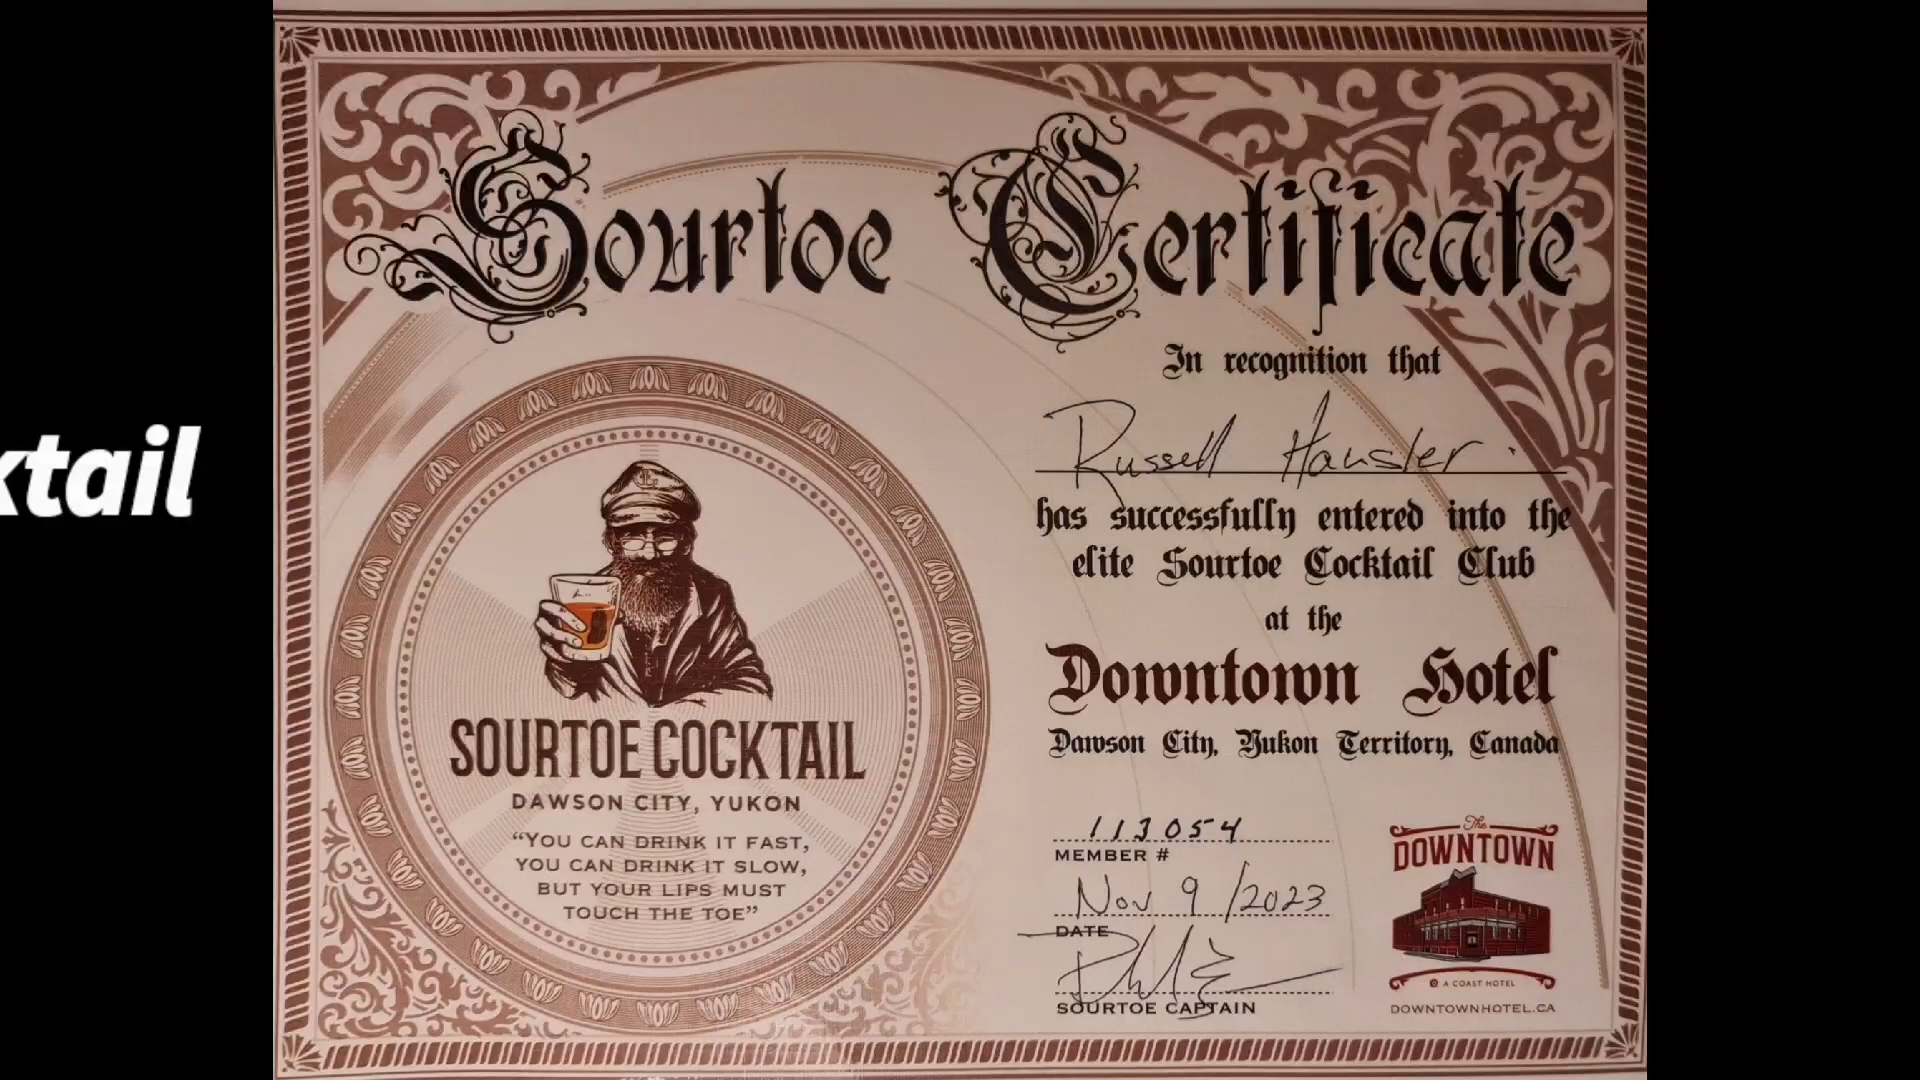 ktail
Sourtoe Certificate
In recognition that
Russell Hansler
has successfully entered into the
elite Sourtoe Cocktail Club
at the
Downtown Hotel
Dawson City, Yukon Territory, Canada
SOURTOE COCKTAIL
DAWSON CITY, YUKON
“YOU CAN DRINK IT FAST,
YOU CAN DRINK IT SLOW,
BUT YOUR LIPS MUST
TOUCH THE TOE”
113054
MEMBER #
Nov 9 / 2023
DATE
SOURTOE CAPTAIN
The
DOWNTOWN
A COAST HOTEL
DOWNTOWNHOTEL.CA